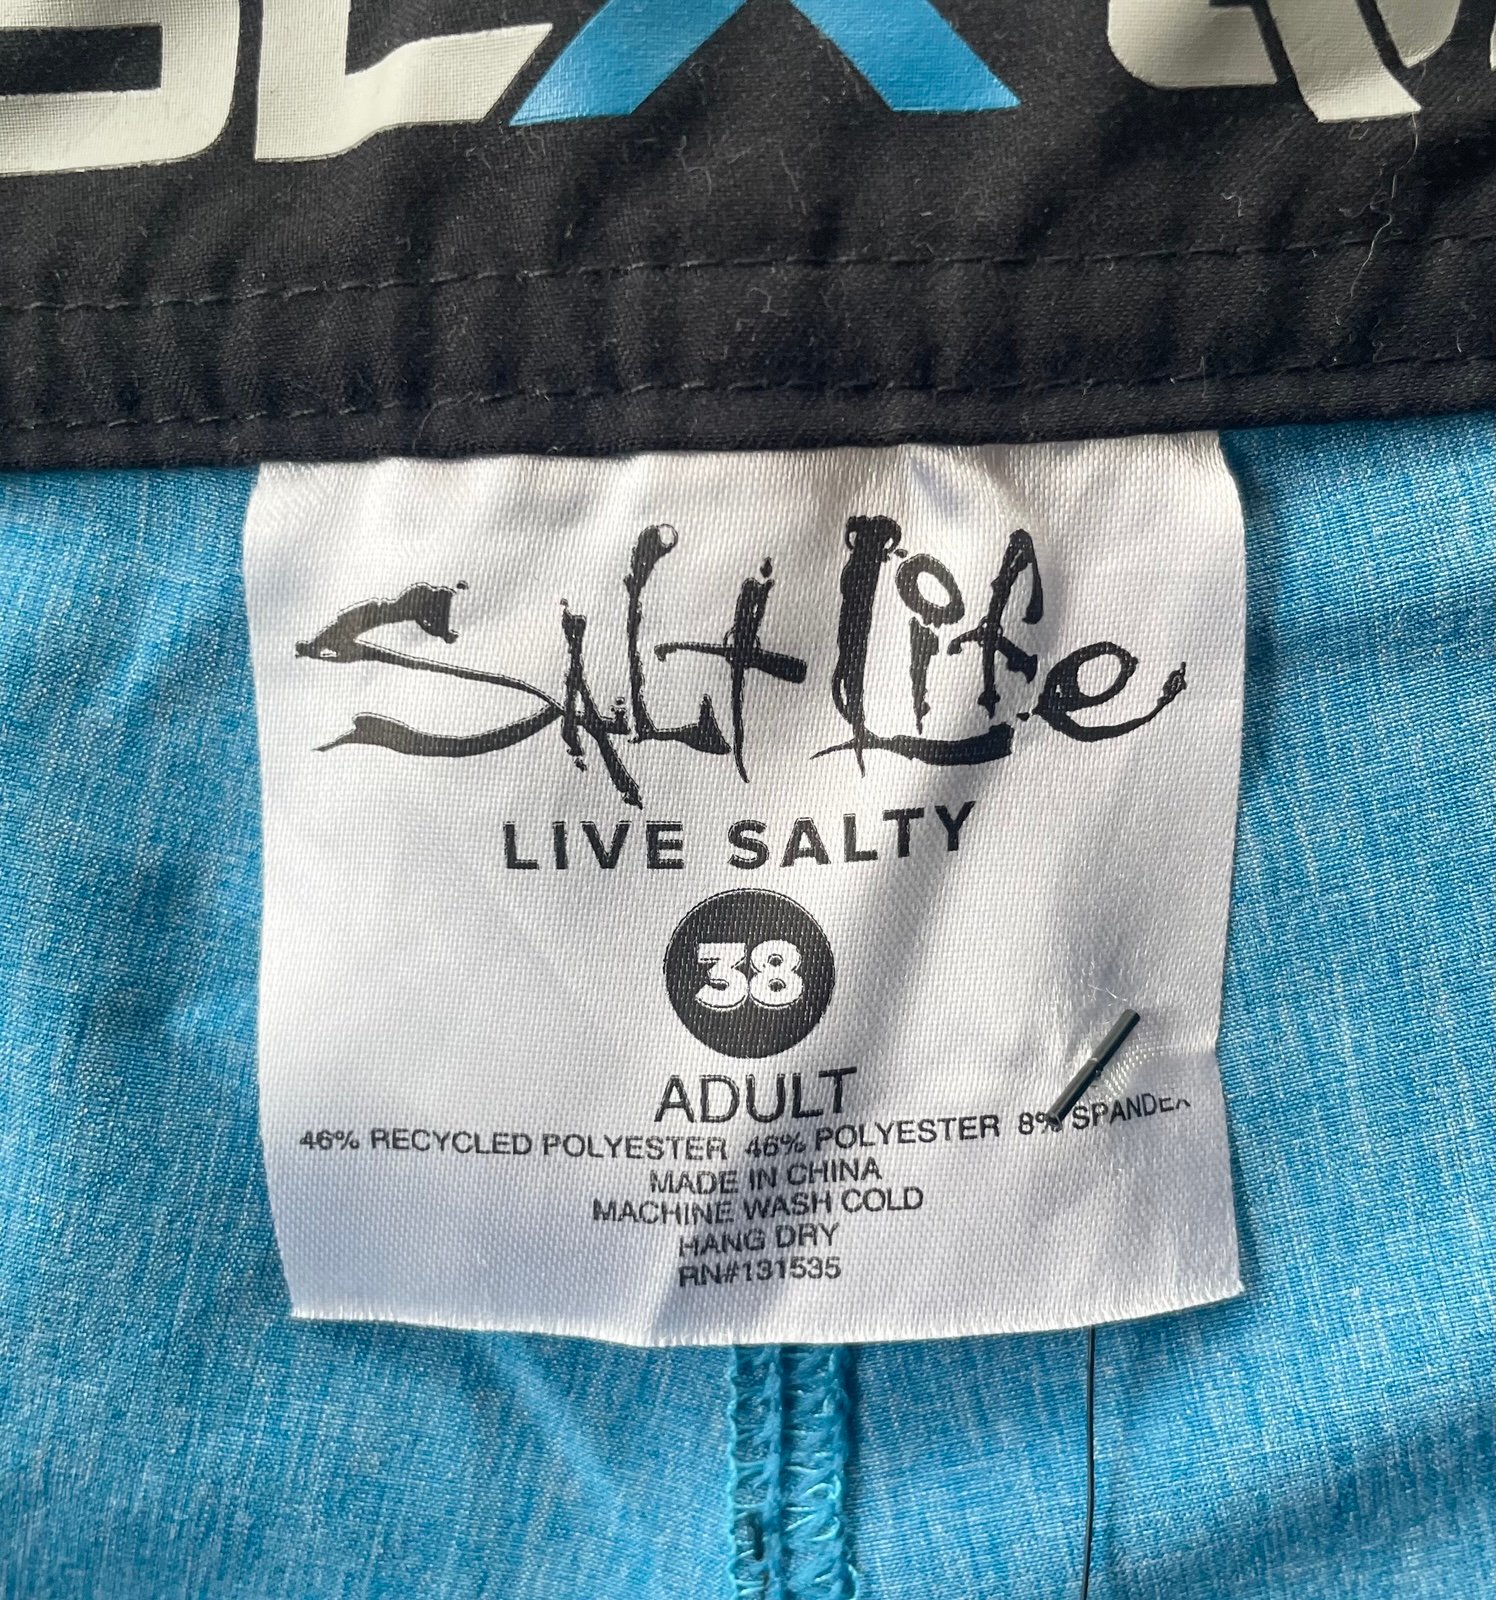 SALT LIFE
LIVE SALTY
38
ADULT
46% RECYCLED POLYESTER 46% POLYESTER 8% SPANDEX
MADE IN CHINA
MACHINE WASH COLD
HANG DRY
RN#131535